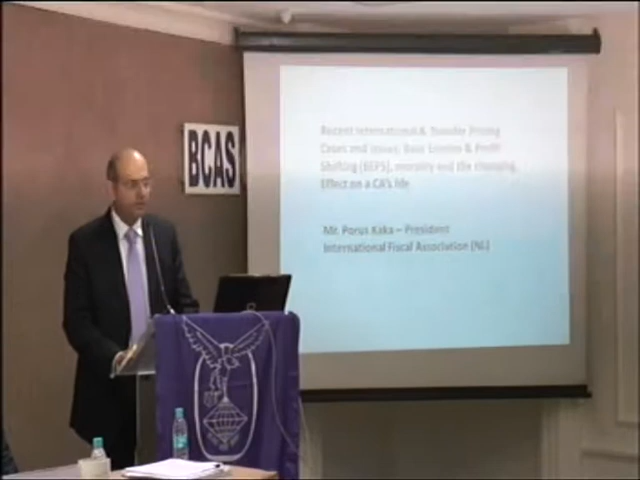 BCAS
Recent International & Transfer Pricing
Cases and issues, Base Erosion & Profit
Shifting (BEPS), morality and the changing
Effect on a CA's life
Mr. Porus Kaka – President
International Fiscal Association (NL)